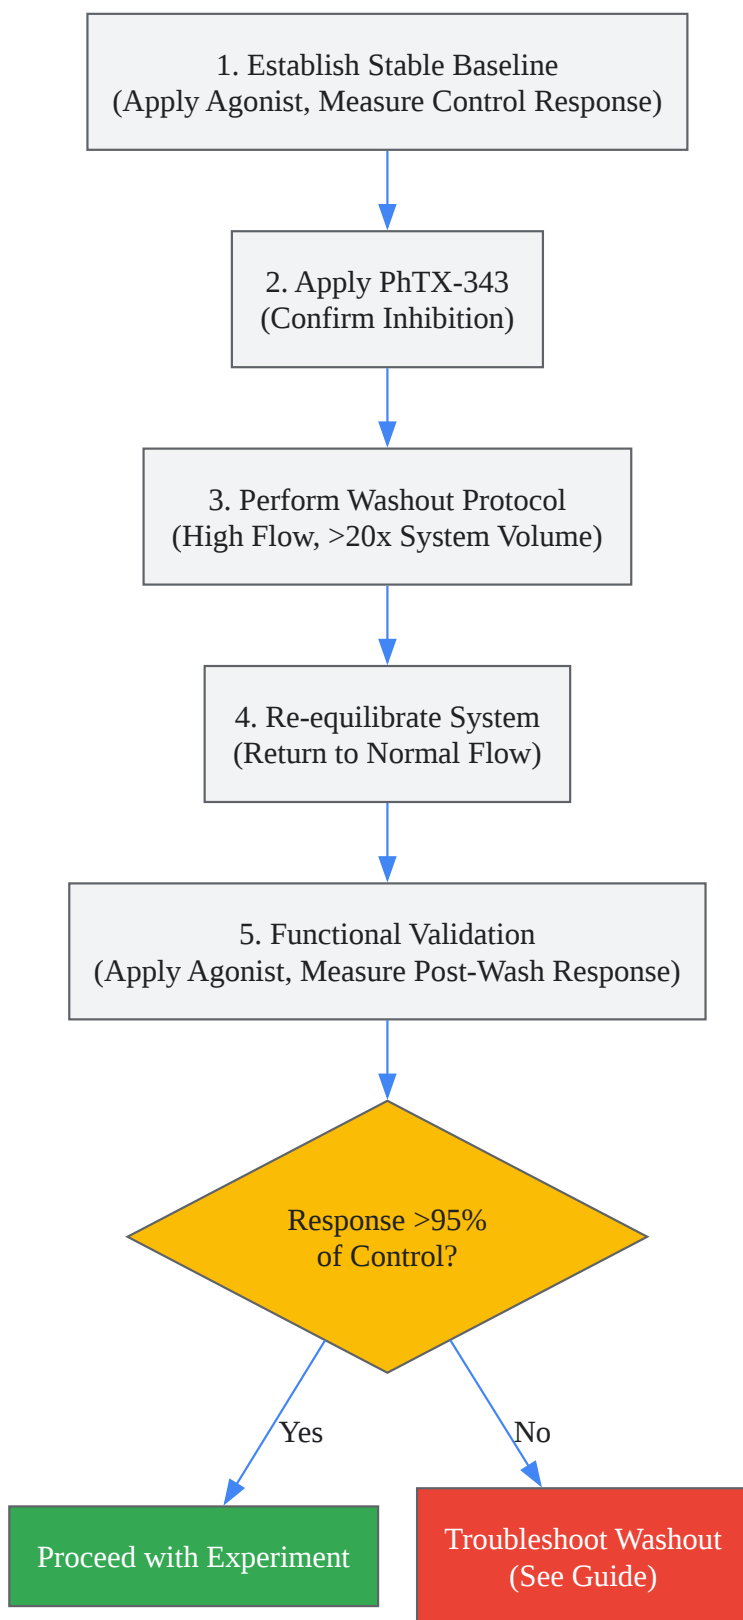 1. Establish Stable Baseline
(Apply Agonist, Measure Control Response)
2. Apply PhTX-343
(Confirm Inhibition)
3. Perform Washout Protocol
(High Flow, >20x System Volume)
4. Re-equilibrate System
(Return to Normal Flow)
5. Functional Validation
(Apply Agonist, Measure Post-Wash Response)
Response >95%
of Control?
Yes
No
Proceed with Experiment
Troubleshoot Washout
(See Guide)